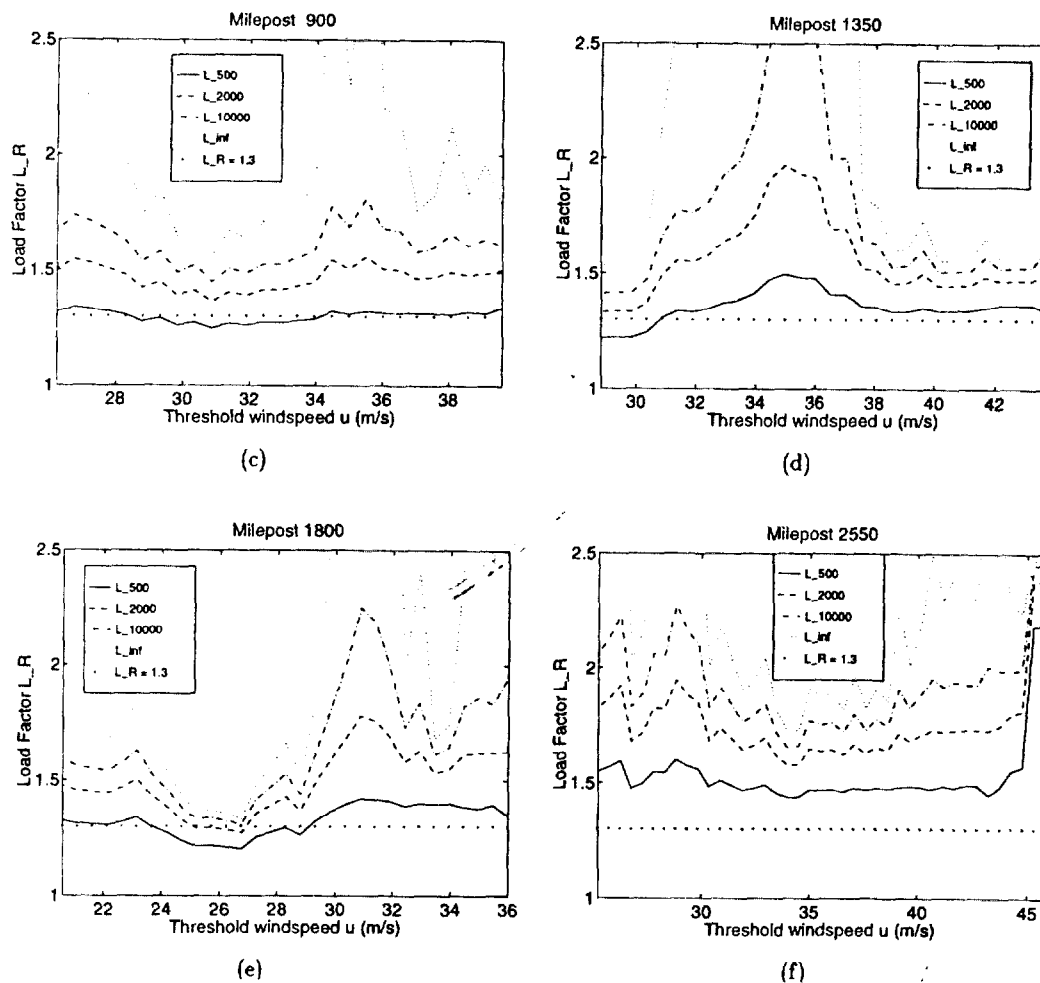 Milepost 900
2.5
2
1.5
1
Load Factor L_R
L_500
L_2000
L_10000
L_inf
L_R = 1.3
28 30 32 34 36 38
Threshold windspeed u (m/s)
(c)
Milepost 1350
2.5
2
1.5
1
Load Factor L_R
L_500
L_2000
L_10000
L_inf
L_R = 1.3
30 32 34 36 38 40 42
Threshold windspeed u (m/s)
(d)
Milepost 1800
2.5
2
1.5
1
Load Factor L_R
L_500
L_2000
L_10000
L_inf
L_R = 1.3
22 24 26 28 30 32 34 36
Threshold windspeed u (m/s)
(e)
Milepost 2550
2.5
2
1.5
1
Load Factor L_R
L_500
L_2000
L_10000
L_inf
L_R = 1.3
30 35 40 45
Threshold windspeed u (m/s)
(f)